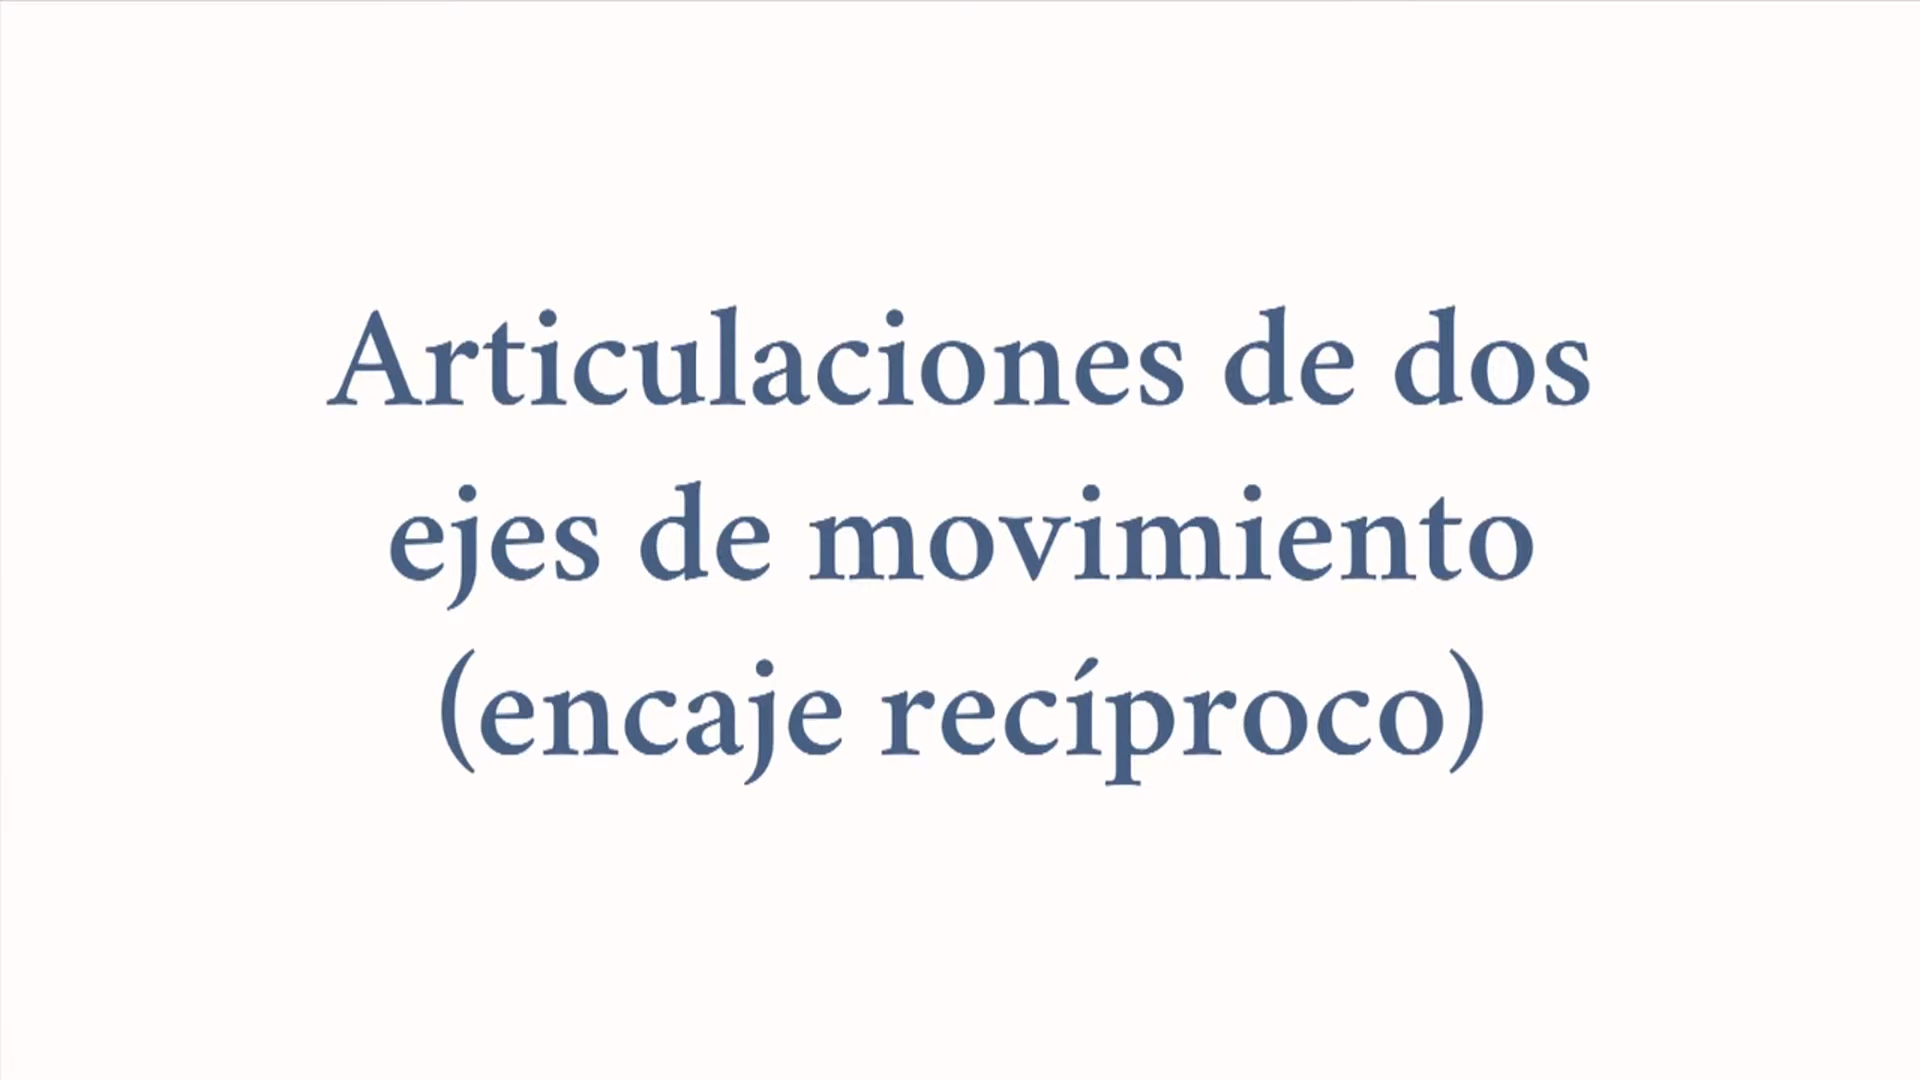 Articulaciones de dos
ejes de movimiento
(encaje recíproco)